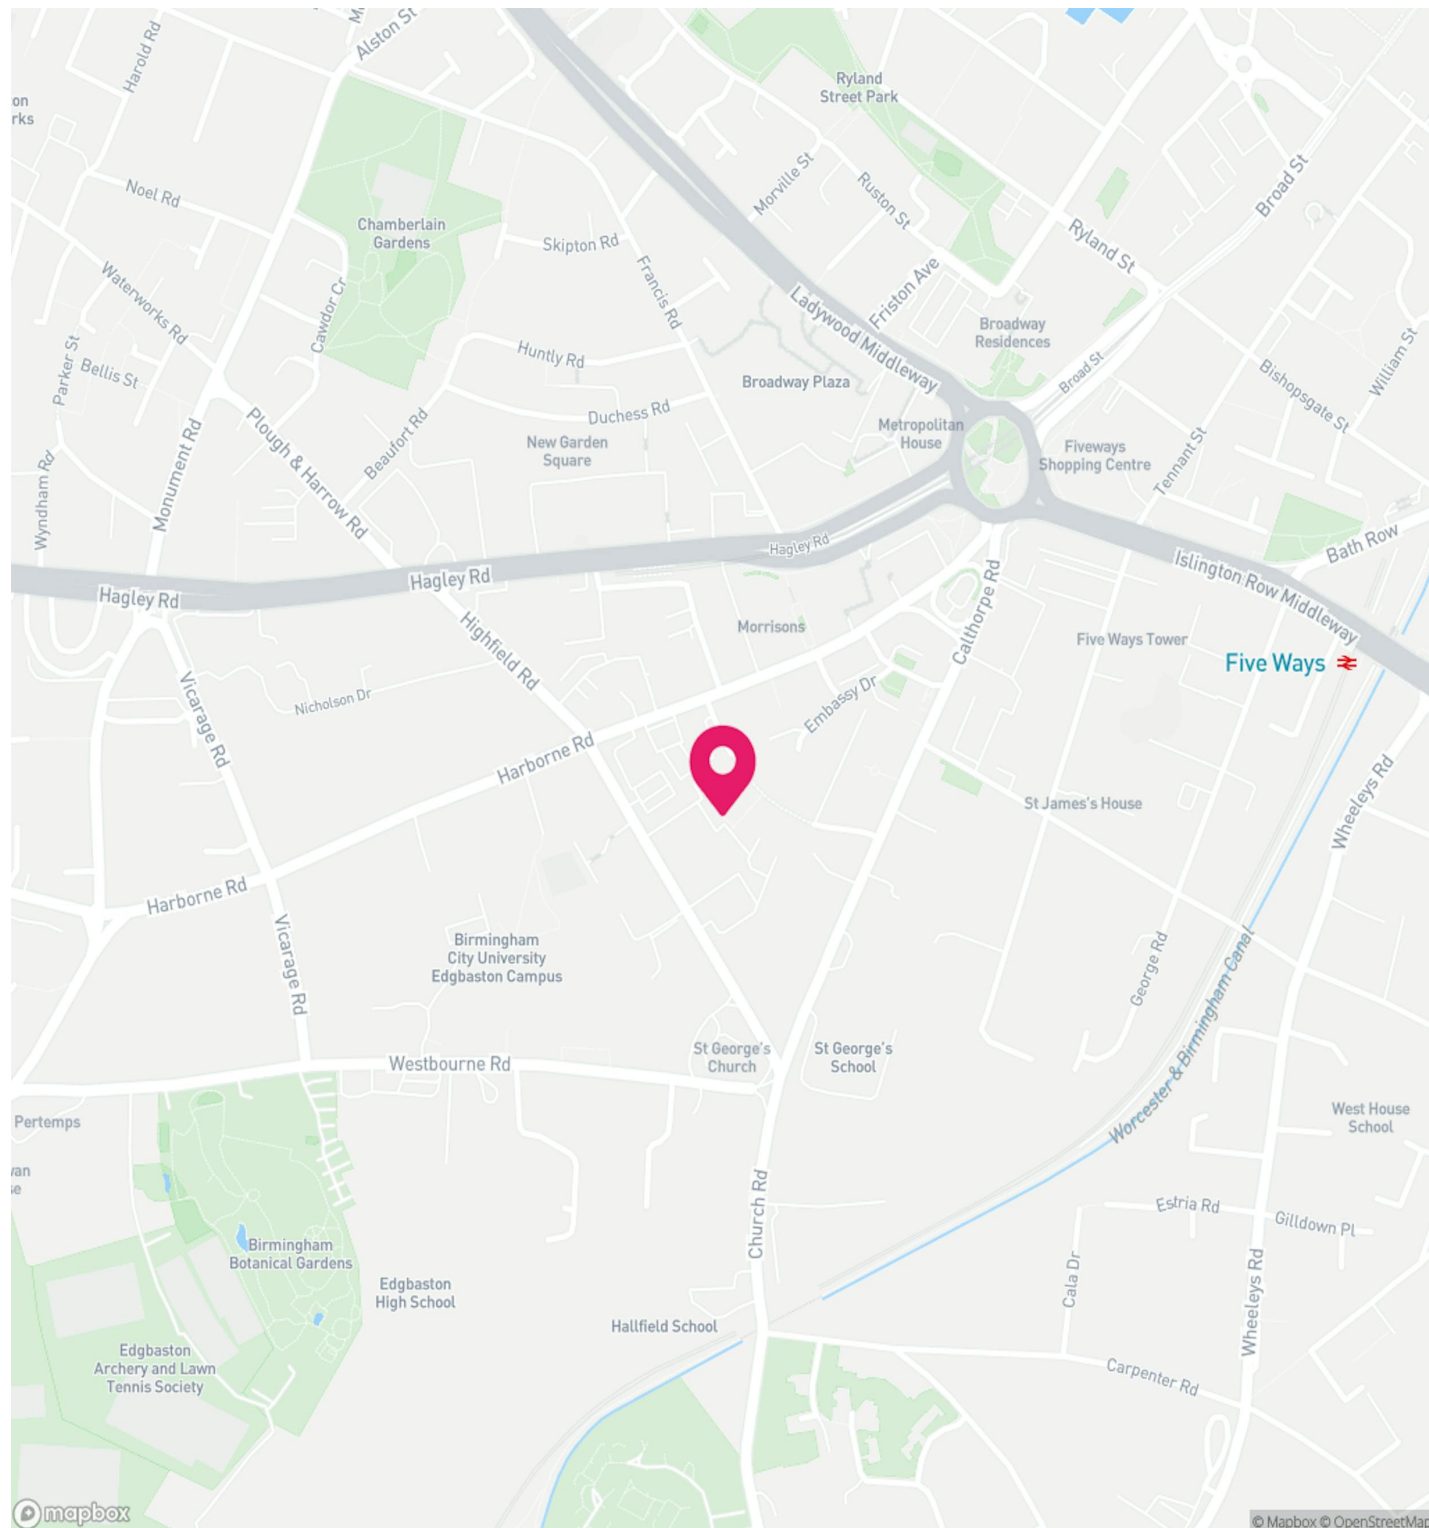 Harold Rd
Alston St
Ryland
Street Park
Noel Rd
Chamberlain
Gardens
Skipton Rd
Francis Rd
Morville St
Ruston St
Broad St
Ryland St
Friston Ave
Ladywood Middleway
Waterworks Rd
Cawdor Cr
Parker St
Bellis St
Huntly Rd
Broadway
Residences
Broadway Plaza
Broad St
William St
Bishopsgate St
Plough & Harrow Rd
Beaufort Rd
Duchess Rd
New Garden
Square
Metropolitan
House
Fiveways
Shopping Centre
Tennant St
Monument Rd
Wyndham Rd
Hagley Rd
Bath Row
Islington Row Middleway
Hagley Rd
Hagley Rd
Highfield Rd
Morrisons
Calthorpe Rd
Five Ways Tower
Five Ways
Vicarage Rd
Nicholson Dr
Embassy Dr
Harborne Rd
St James's House
Wheeleys Rd
Harborne Rd
Vicarage Rd
Birmingham
City University
Edgbaston Campus
George Rd
Worcester & Birmingham Canal
Westbourne Rd
St George's
Church
St George's
School
Pertemps
West House
School
Church Rd
Estria Rd
Gilldown Pl
Birmingham
Botanical Gardens
Edgbaston
High School
Cala Dr
Wheeleys Rd
Hallfield School
Edgbaston
Archery and Lawn
Tennis Society
Carpenter Rd
mapbox
© Mapbox © OpenStreetMap